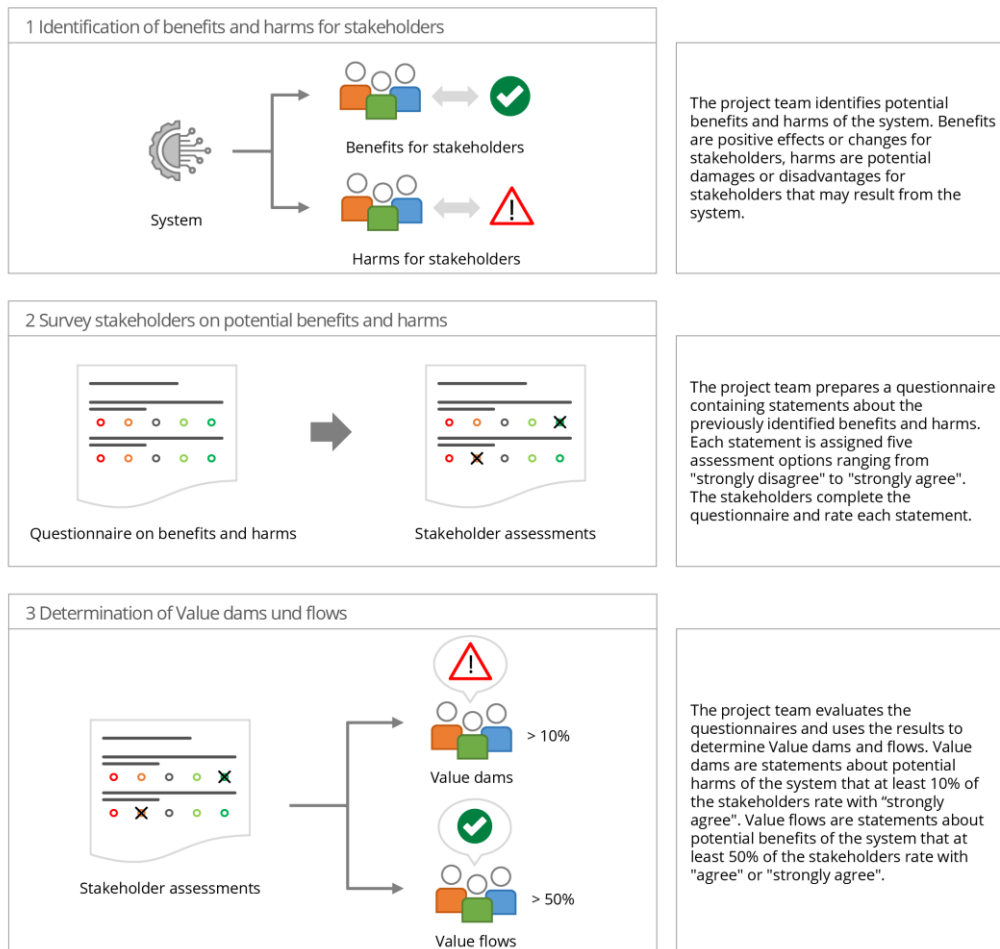 1 Identification of benefits and harms for stakeholders
Benefits for stakeholders
System
Harms for stakeholders
The project team identifies potential
benefits and harms of the system. Benefits
are positive effects or changes for
stakeholders, harms are potential
damages or disadvantages for
stakeholders that may result from the
system.
2 Survey stakeholders on potential benefits and harms
Questionnaire on benefits and harms
Stakeholder assessments
The project team prepares a questionnaire
containing statements about the
previously identified benefits and harms.
Each statement is assigned five
assessment options ranging from
"strongly disagree" to "strongly agree".
The stakeholders complete the
questionnaire and rate each statement.
3 Determination of Value dams und flows
> 10%
Value dams
Stakeholder assessments
> 50%
Value flows
The project team evaluates the
questionnaires and uses the results to
determine Value dams and flows. Value
dams are statements about potential
harms of the system that at least 10% of
the stakeholders rate with “strongly
agree". Value flows are statements about
potential benefits of the system that at
least 50% of the stakeholders rate with
"agree" or "strongly agree".